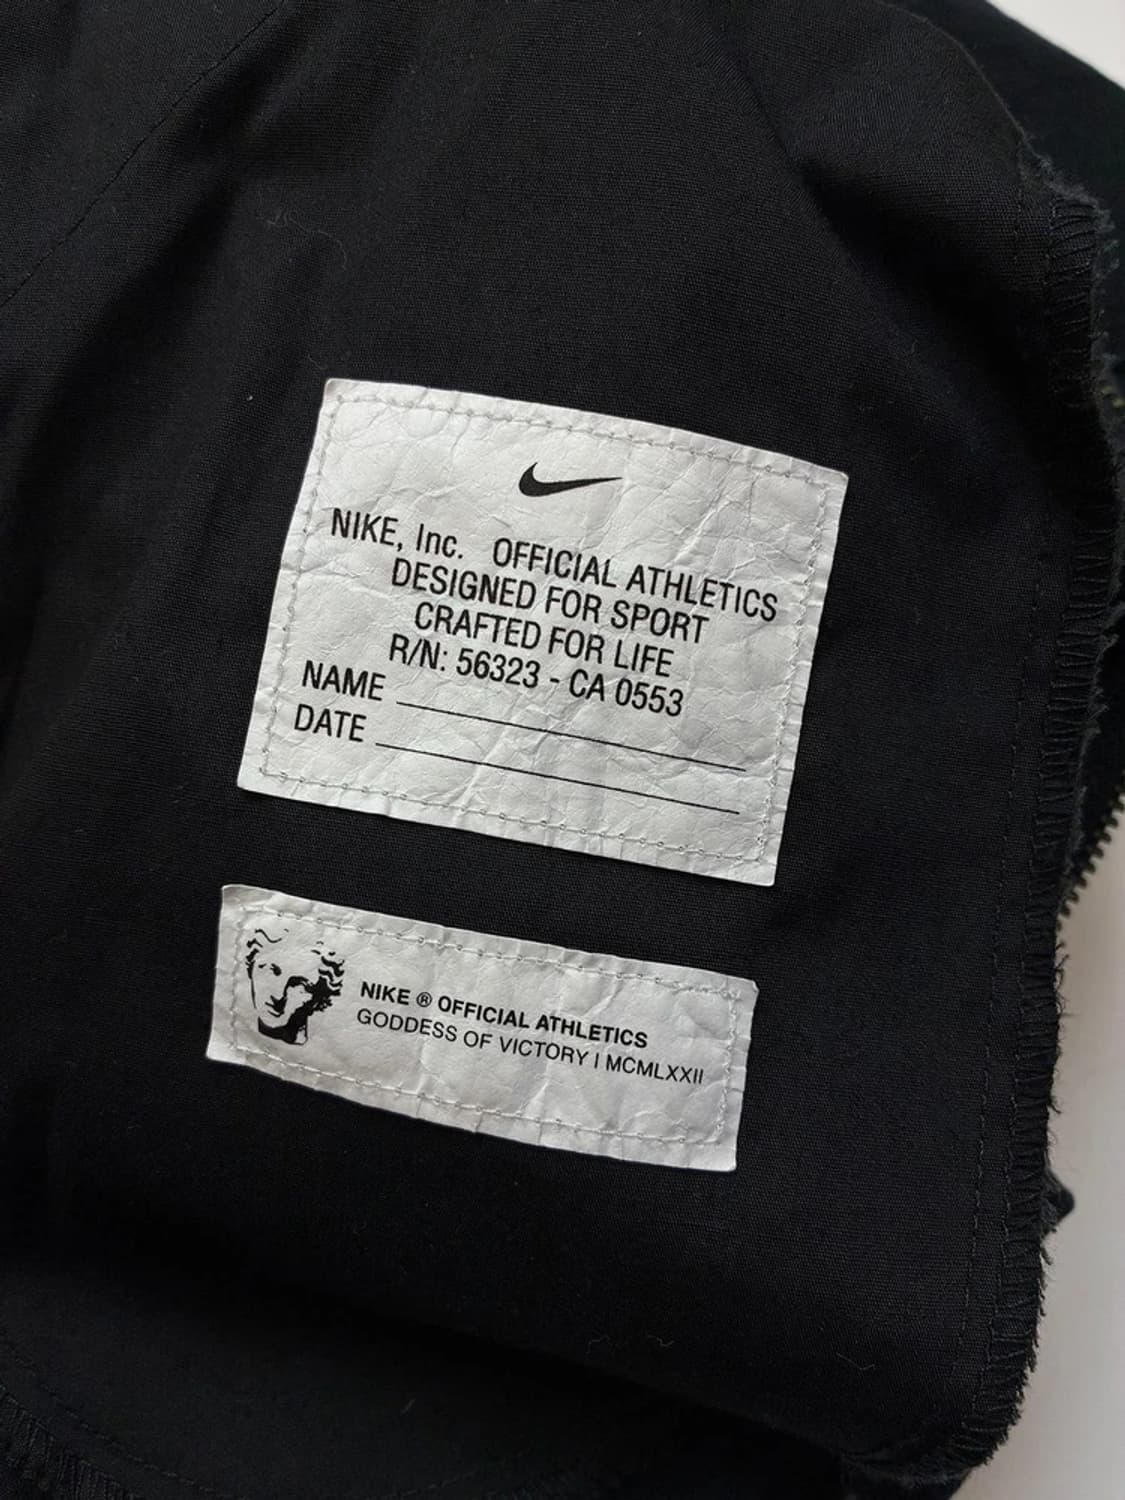 NIKE, Inc. OFFICIAL ATHLETICS
DESIGNED FOR SPORT
CRAFTED FOR LIFE
R/N: 56323 - CA 0553
NAME
DATE
NIKE ® OFFICIAL ATHLETICS
GODDESS OF VICTORY | MCMLXXII